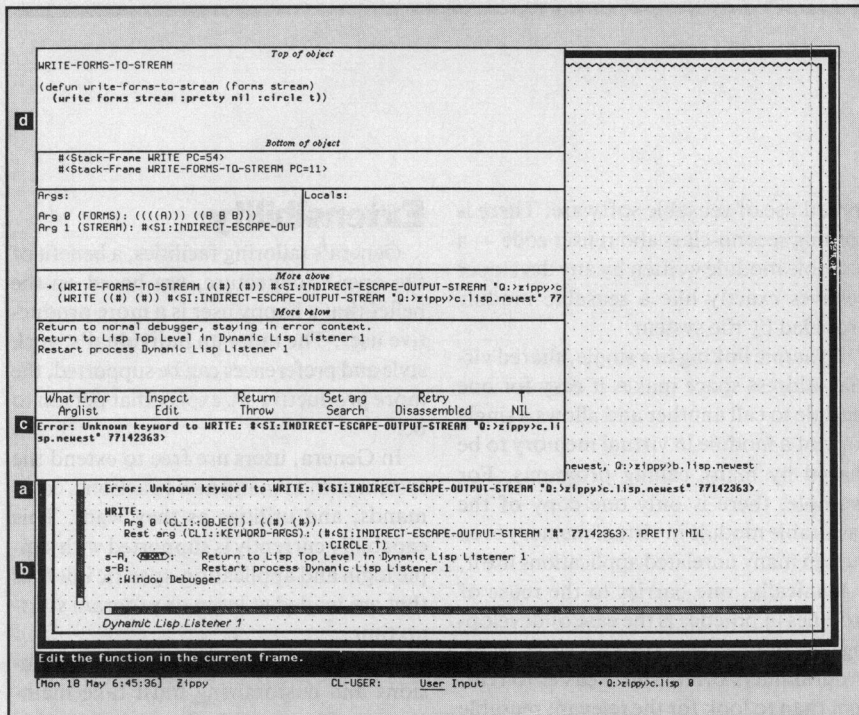 Top of object
WRITE-FORMS-TO-STREAM
(defun write-forms-to-stream (forms stream)
(write forms stream :pretty nil :circle t))
d
Bottom of object
#<Stack-Frame WRITE PC=54>
#<Stack-Frame WRITE-FORMS-TO-STREAM PC=11>
Args:
Locals:
Arg 0 (FORMS): ((((A))) ((B B B)))
Arg 1 (STREAM): #<SI:INDIRECT-ESCAPE-OUT
More above
(WRITE-FORMS-TO-STREAM ((#) (#)) #<SI:INDIRECT-ESCAPE-OUTPUT-STREAM "Q:>zippy>c
(WRITE ((#) (#)) #<SI:INDIRECT-ESCAPE-OUTPUT-STREAM "Q:>zippy>c.lisp.newest" 77
More below
Return to normal debugger, staying in error context.
Return to Lisp Top Level in Dynamic Lisp Listener 1
Restart process Dynamic Lisp Listener 1
What Error Inspect Return Set arg Retry T
Arglist Edit Throw Search Disassembled NIL
c
Error: Unknown keyword to WRITE: #<SI:INDIRECT-ESCAPE-OUTPUT-STREAM "Q:>zippy>c.li
sp.newest" 77142363>
newest, Q:>zippy>b.lisp.newest
a
Error: Unknown keyword to WRITE: #<SI:INDIRECT-ESCAPE-OUTPUT-STREAM "Q:>zippy>c.lisp.newest" 77142363>
WRITE:
Arg 0 (CLI::OBJECT): ((#) (#))
Rest arg (CLI::KEYWORD-ARGS): (#<SI:INDIRECT-ESCAPE-OUTPUT-STREAM "#" 77142363> :PRETTY NIL
:CIRCLE T)
b
s-A, Return to Lisp Top Level in Dynamic Lisp Listener 1
s-B: Restart process Dynamic Lisp Listener 1
:Window Debugger
Dynamic Lisp Listener 1
Edit the function in the current frame.
[Mon 18 May 6:45:36] Zippy CL-USER: User Input Q:>zippy>c.lisp 0